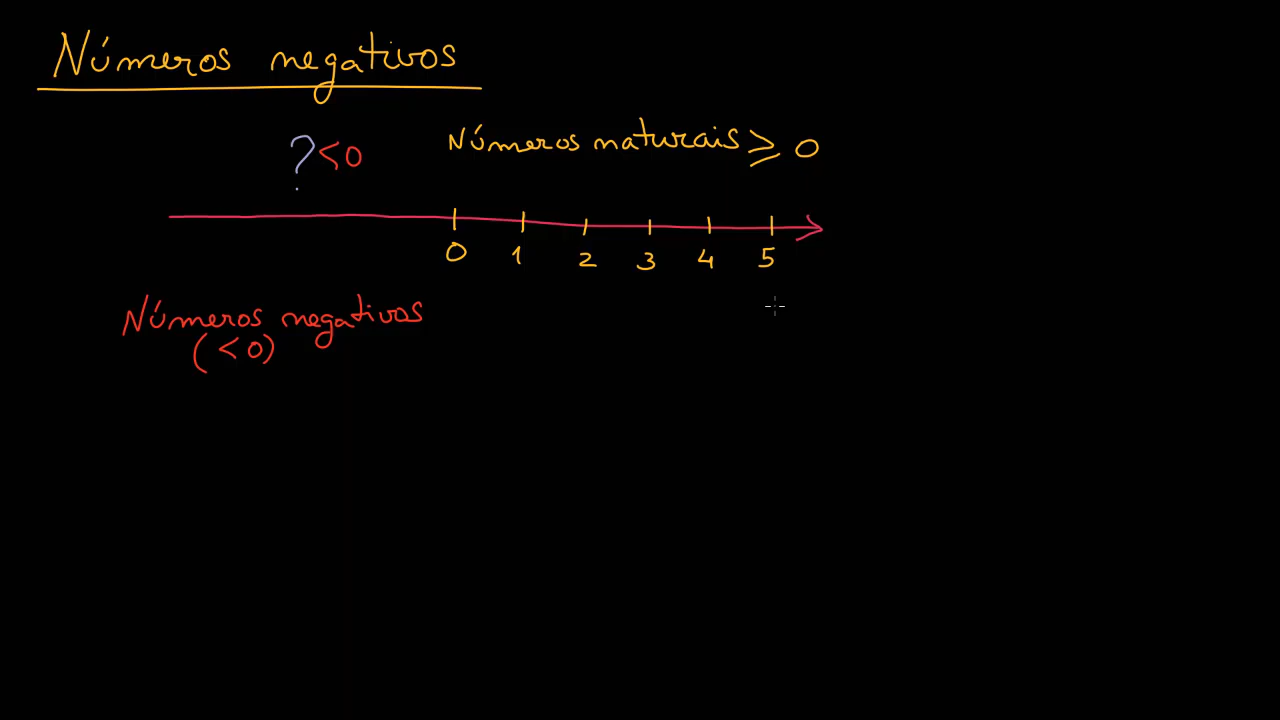 Números negativos
? < 0
Números naturais ≥ 0
0 1 2 3 4 5
Números negativos
(< 0)